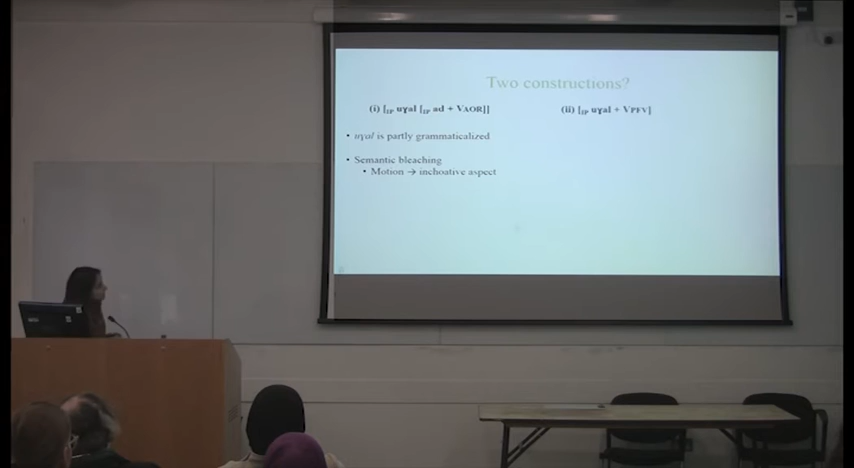 Two constructions?
(i) [IP uɣal [IP ad + VAOR]]
(ii) [IP uɣal + VPFV]
• uɣal is partly grammaticalized
• Semantic bleaching
• Motion → inchoative aspect